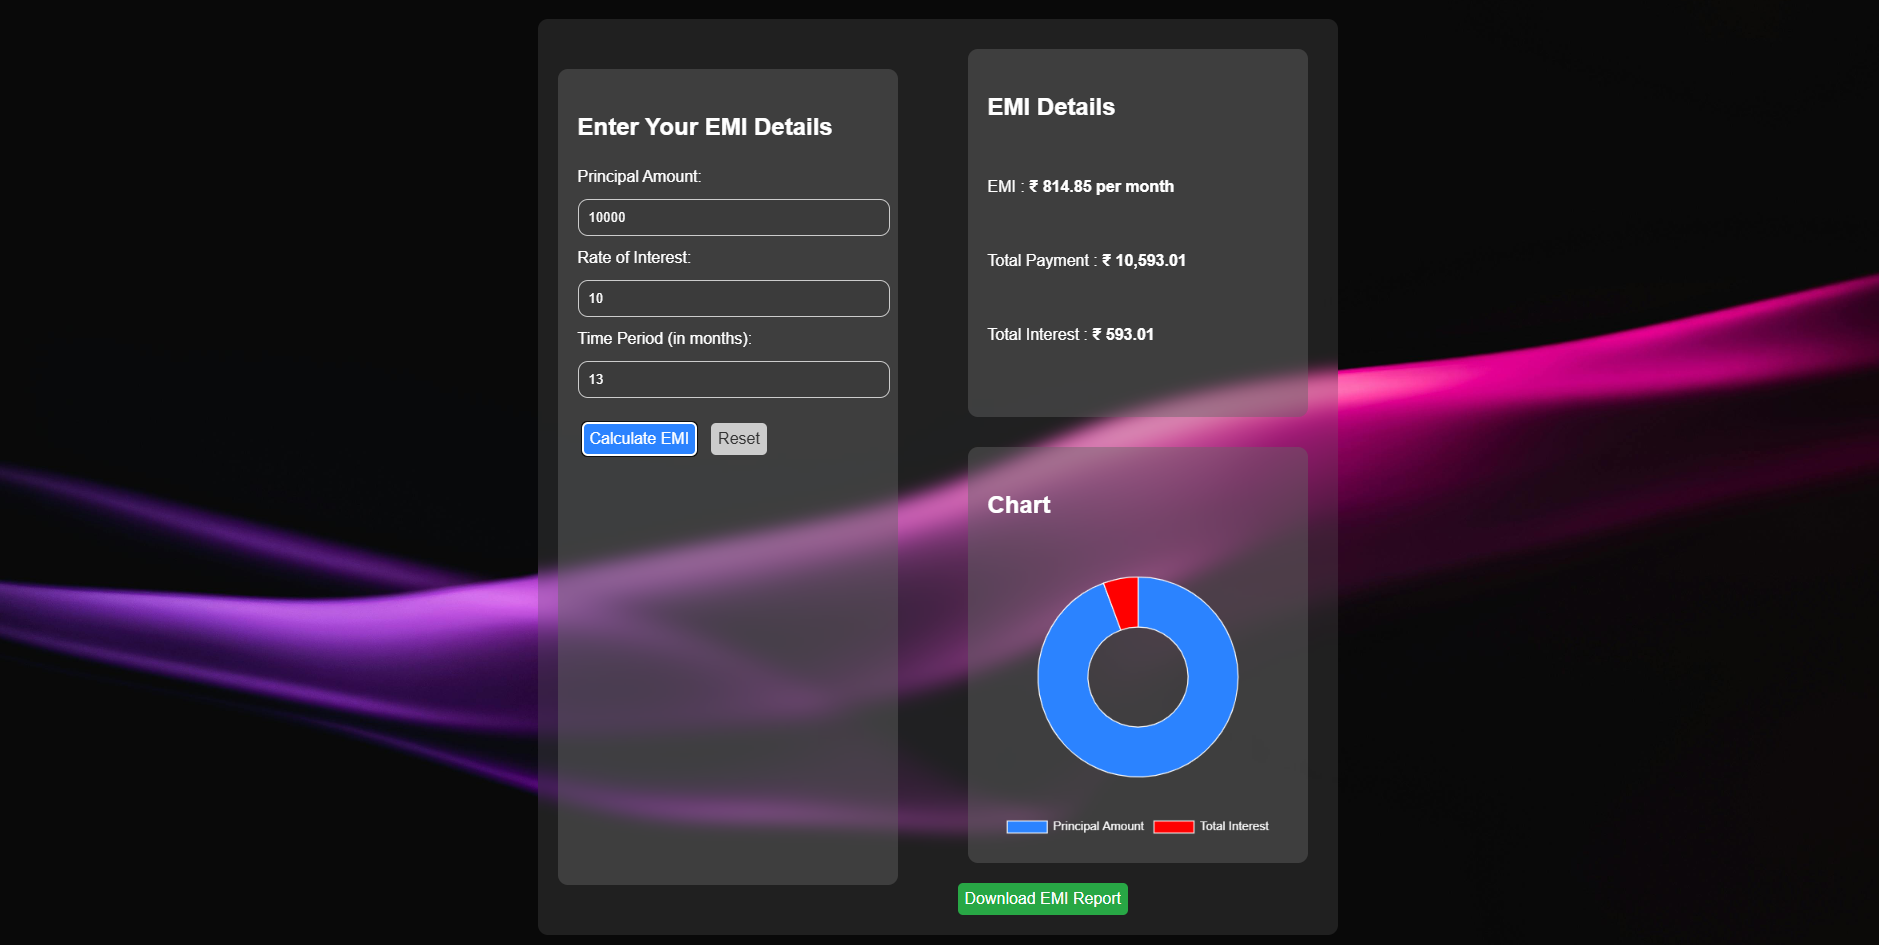 Enter Your EMI Details
Principal Amount:
10000
Rate of Interest:
10
Time Period (in months):
13
Calculate EMI Reset
EMI Details
EMI : ₹ 814.85 per month
Total Payment : ₹ 10,593.01
Total Interest : ₹ 593.01
Chart
Principal Amount Total Interest
Download EMI Report